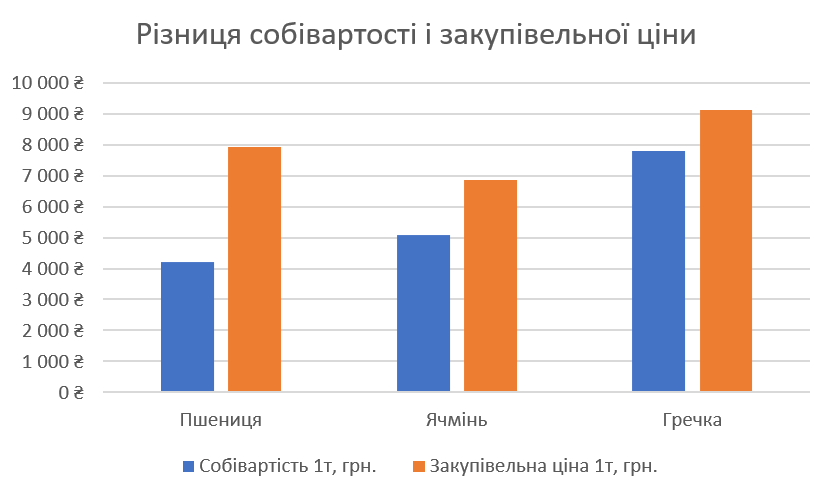 Різниця собівартості і закупівельної ціни
10 000 ₴
9 000 ₴
8 000 ₴
7 000 ₴
6 000 ₴
5 000 ₴
4 000 ₴
3 000 ₴
2 000 ₴
1 000 ₴
0 ₴
Пшениця Ячмінь Гречка
Собівартість 1т, грн. Закупівельна ціна 1т, грн.